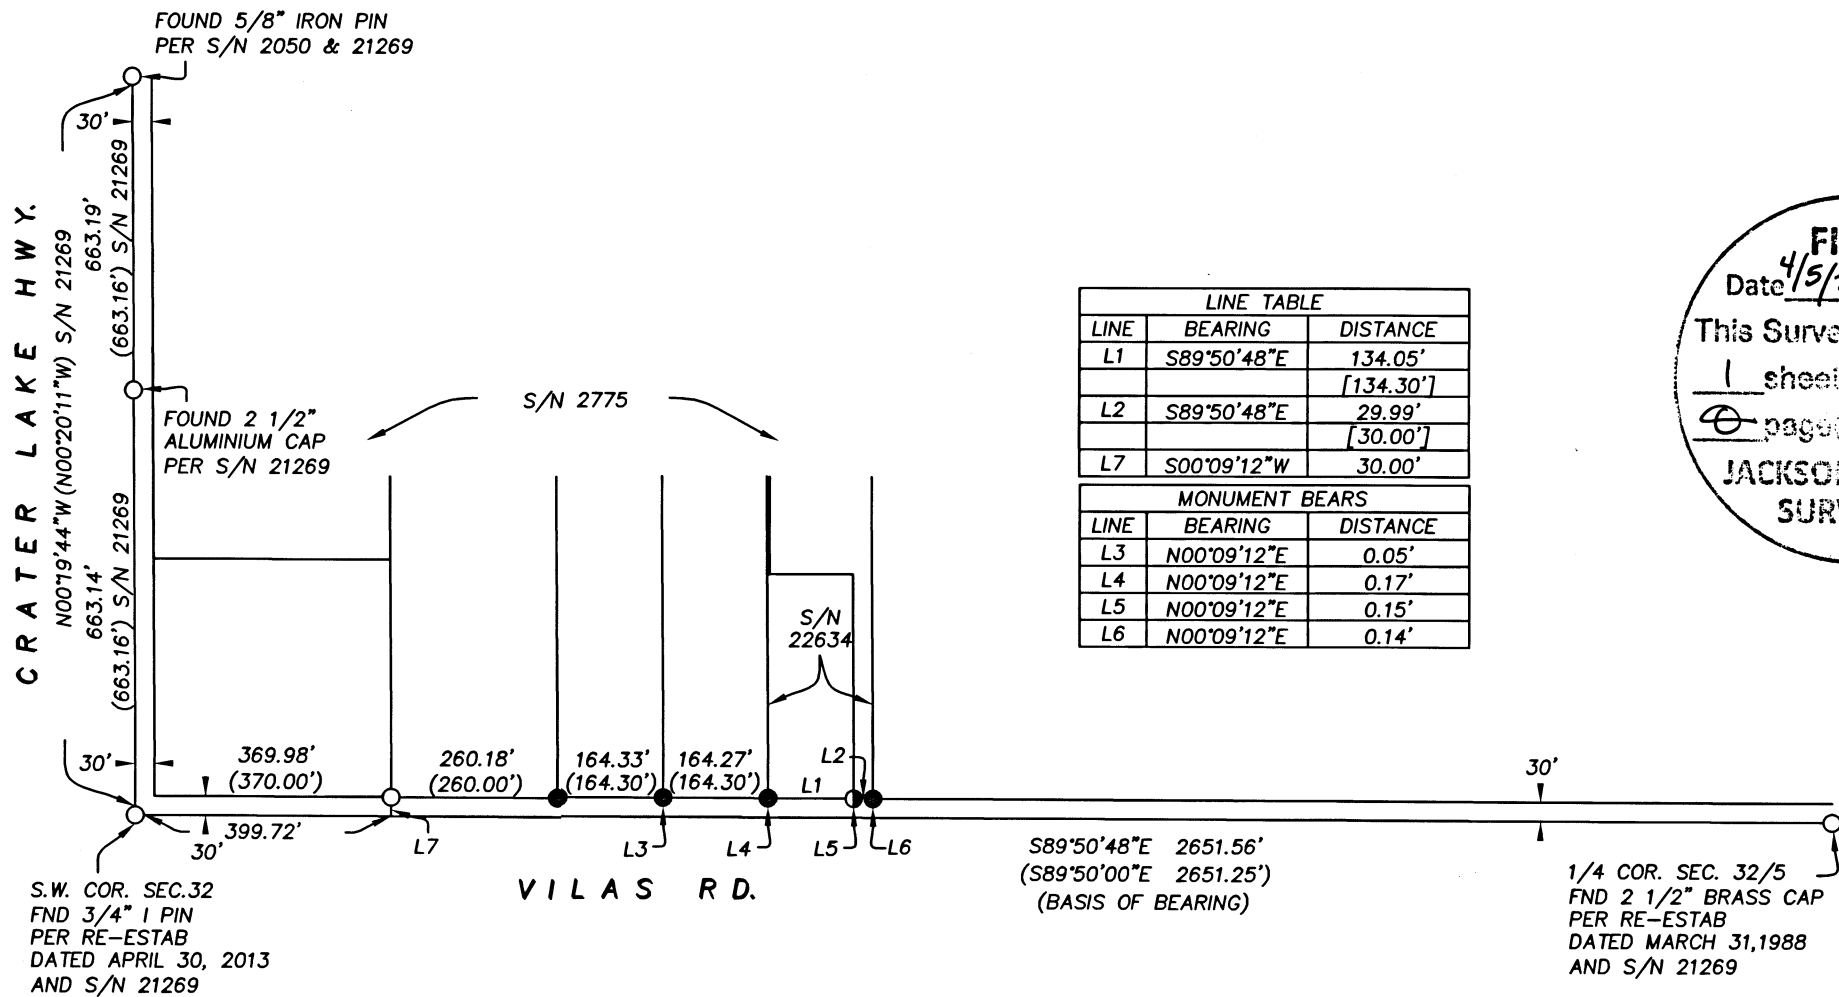 FOUND 5/8" IRON PIN
PER S/N 2050 & 21269
30'
CRATER LAKE HWY.
N00°19'44"W (N00°20'11"W) S/N 21269
663.19'
(663.16') S/N 21269
663.14'
(663.16') S/N 21269
FOUND 2 1/2"
ALUMINIUM CAP
PER S/N 21269
S/N 2775
S/N
22634
LINE TABLE
LINE BEARING DISTANCE
L1 S89°50'48"E 134.05'
[134.30']
L2 S89°50'48"E 29.99'
[30.00']
L7 S00°09'12"W 30.00'
MONUMENT BEARS
LINE BEARING DISTANCE
L3 N00°09'12"E 0.05'
L4 N00°09'12"E 0.17'
L5 N00°09'12"E 0.15'
L6 N00°09'12"E 0.14'
Date 4/5/
This
1
JACKSON
30'
369.98'
(370.00')
260.18'
(260.00')
164.33'
(164.30')
164.27'
(164.30')
L1
L2
30'
399.72'
30'
L7
L3
L4
L5
L6
VILAS RD.
S89°50'48"E 2651.56'
(S89°50'00"E 2651.25')
(BASIS OF BEARING)
S.W. COR. SEC.32
FND 3/4" I PIN
PER RE-ESTAB
DATED APRIL 30, 2013
AND S/N 21269
1/4 COR. SEC. 32/5
FND 2 1/2" BRASS CAP
PER RE-ESTAB
DATED MARCH 31,1988
AND S/N 21269